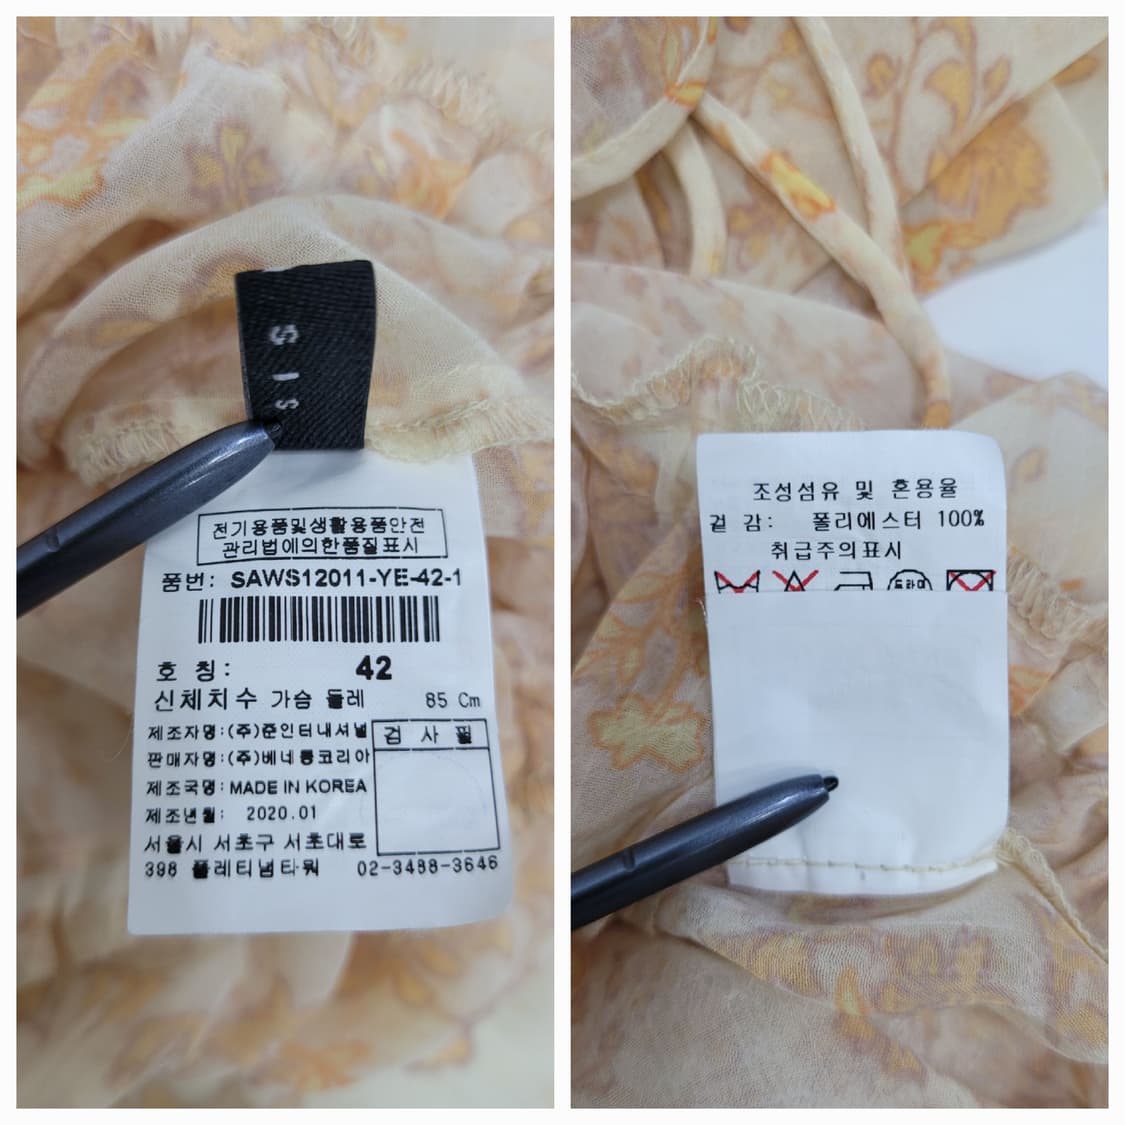 S I S
전기용품및생활용품안전
관리법에의한품질표시
품번: SAWS12011-YE-42-1
호 칭: 42
신체치수 가슴 둘레 85 Cm
제조자명:(주)준인터내셔널
검 사 필
판매자명:(주)베네통코리아
제조국명:MADE IN KOREA
제조년월: 2020.01
서울시 서초구 서초대로
398 플레티넘타워 02-3488-3646
조성섬유 및 혼용율
겉 감: 폴리에스터 100%
취급주의표시
드라이